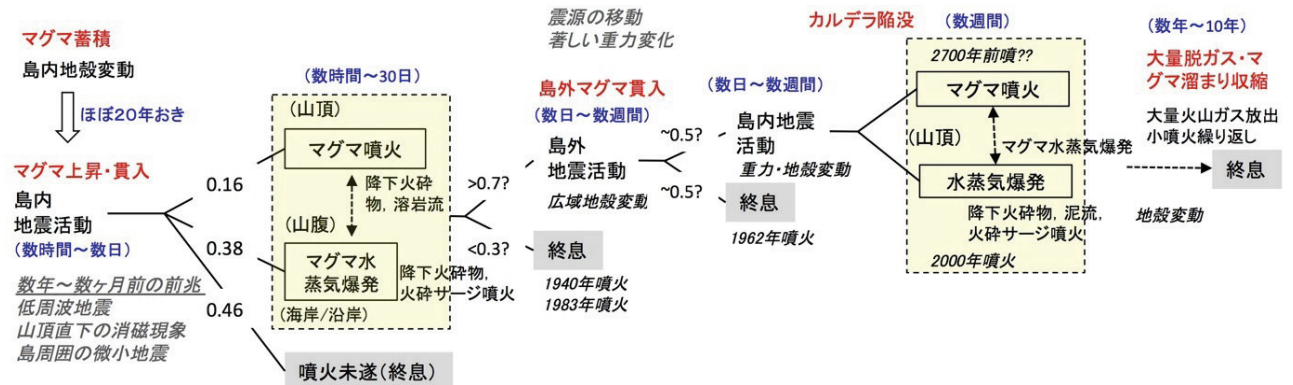 マグマ蓄積
島内地殻変動
ほぼ20年おき
マグマ上昇・貫入
島内
地震活動
(数時間～数日)
数年～数ヶ月前の前兆
低周波地震
山頂直下の消磁現象
島周囲の微小地震
0.16
0.38
0.46
(数時間～30日)
(山頂)
マグマ噴火
降下火砕
物, 溶岩流
(山腹)
マグマ水
蒸気爆発
降下火砕物,
火砕サージ噴火
(海岸/沿岸)
噴火未遂(終息)
>0.7?
<0.3?
震源の移動
著しい重力変化
島外マグマ貫入
(数日～数週間)
島外
地震活動
広域地殻変動
終息
1940年噴火
1983年噴火
~0.5?
~0.5?
(数日～数週間)
島内地震
活動
重力・地殻変動
終息
1962年噴火
カルデラ陥没
(数週間)
2700年前噴??
マグマ噴火
(山頂)
マグマ水蒸気爆発
水蒸気爆発
降下火砕物, 泥流,
火砕サージ噴火
2000年噴火
(数年～10年)
大量脱ガス・マ
グマ溜まり収縮
大量火山ガス放出
小噴火繰り返し
終息
地殻変動